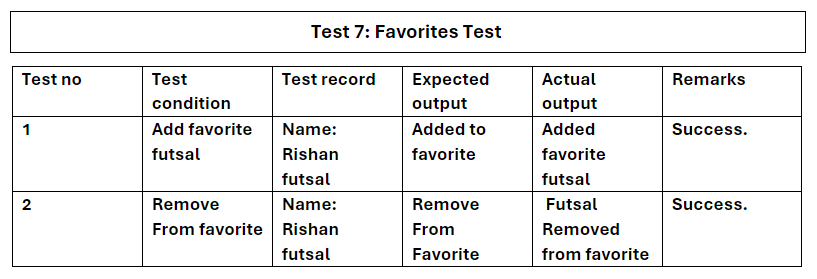 Test 7: Favorites Test
Test no
Test condition
Test record
Expected output
Actual output
Remarks
1
Add favorite futsal
Name: Rishan futsal
Added to favorite
Added favorite futsal
Success.
2
Remove From favorite
Name: Rishan futsal
Remove From Favorite
Futsal Removed from favorite
Success.